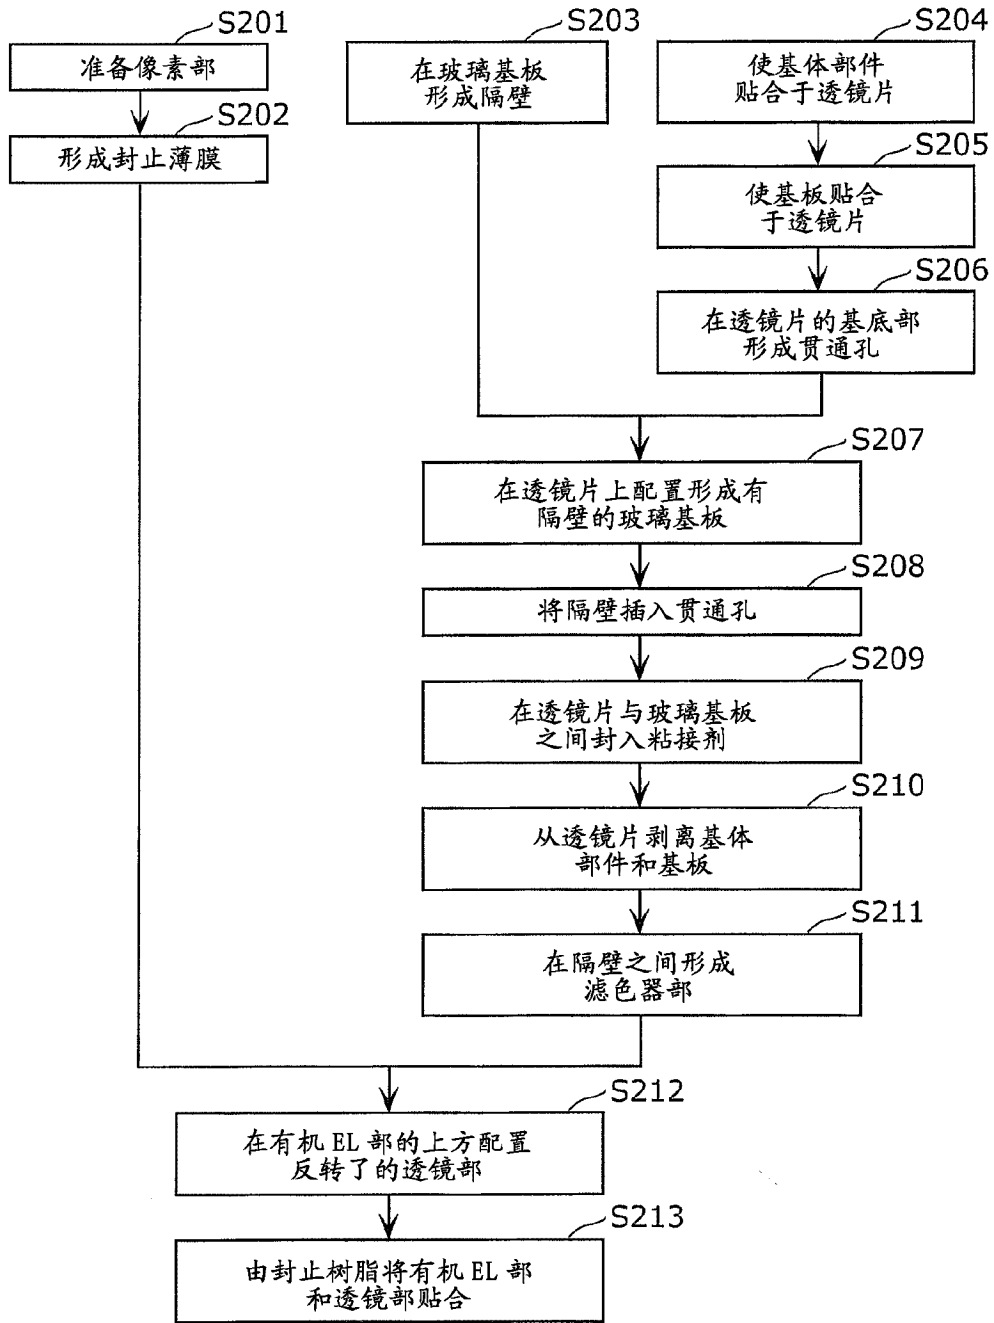 S201
准备像素部
S202
形成封止薄膜
S203
在玻璃基板
形成隔壁
S204
使基体部件
贴合于透镜片
S205
使基板贴合
于透镜片
S206
在透镜片的基底部
形成贯通孔
S207
在透镜片上配置形成有
隔壁的玻璃基板
S208
将隔壁插入贯通孔
S209
在透镜片与玻璃基板
之间封入粘接剂
S210
从透镜片剥离基体
部件和基板
S211
在隔壁之间形成
滤色器部
S212
在有机EL部的上方配置
反转了的透镜部
S213
由封止树脂将有机EL部
和透镜部贴合